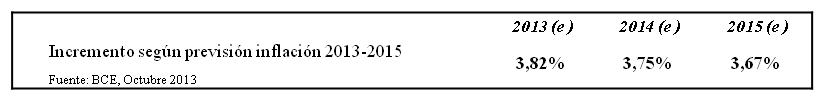 2013 (e) 2014 (e) 2015 (e)
Incremento según previsión inflación 2013-2015
3,82% 3,75% 3,67%
Fuente: BCE, Octubre 2013